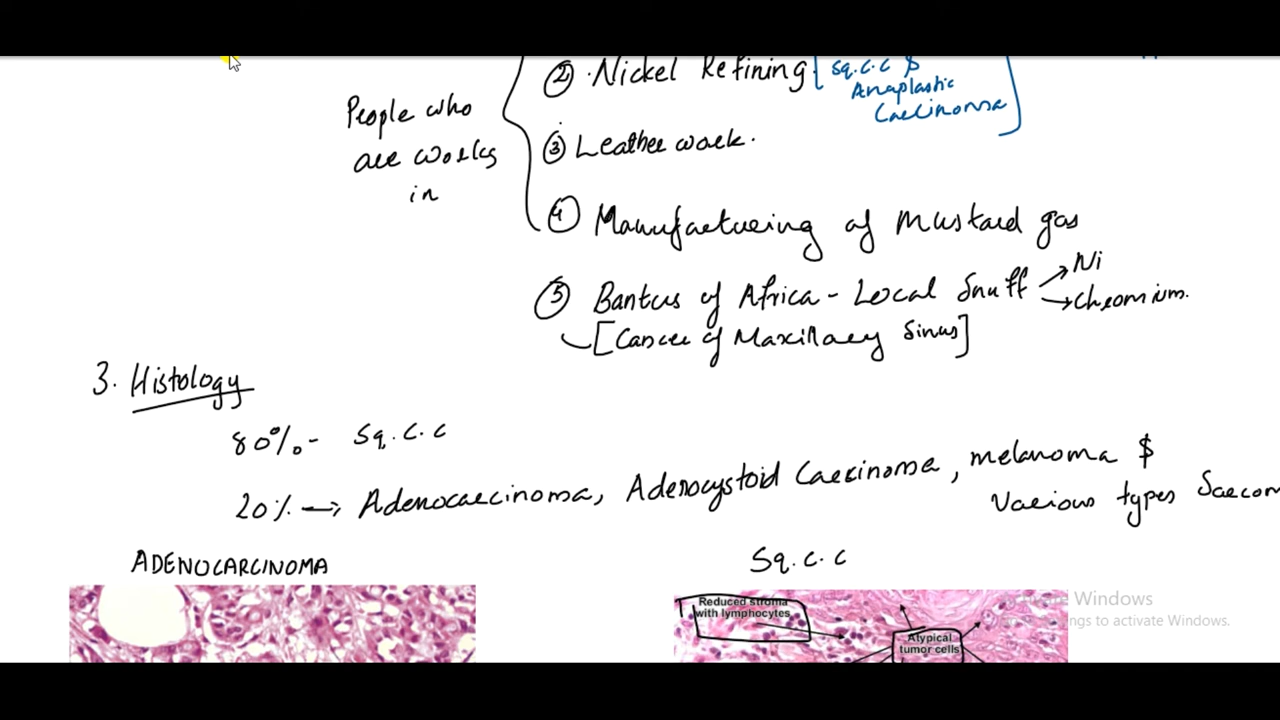 ② Nickel Refining [Sq.C.C &
Anaplastic
Carcinoma]
People who
are works
in
③ Leather work.
④ Manufacturing of Mustard gas
⑤ Bantus of Africa - Local Snuff → Ni
→ Chromium.
[Cancer of Maxillary Sinus]
3. Histology
80% - Sq.C.C
20% → Adenocarcinoma, Adenocystoid Carcinoma, melanoma &
Various types Sarcom
ADENOCARCINOMA
Sq.C.C
Reduced stroma
with lymphocytes
Atypical
tumor cells
Windows
ings to activate Windows.